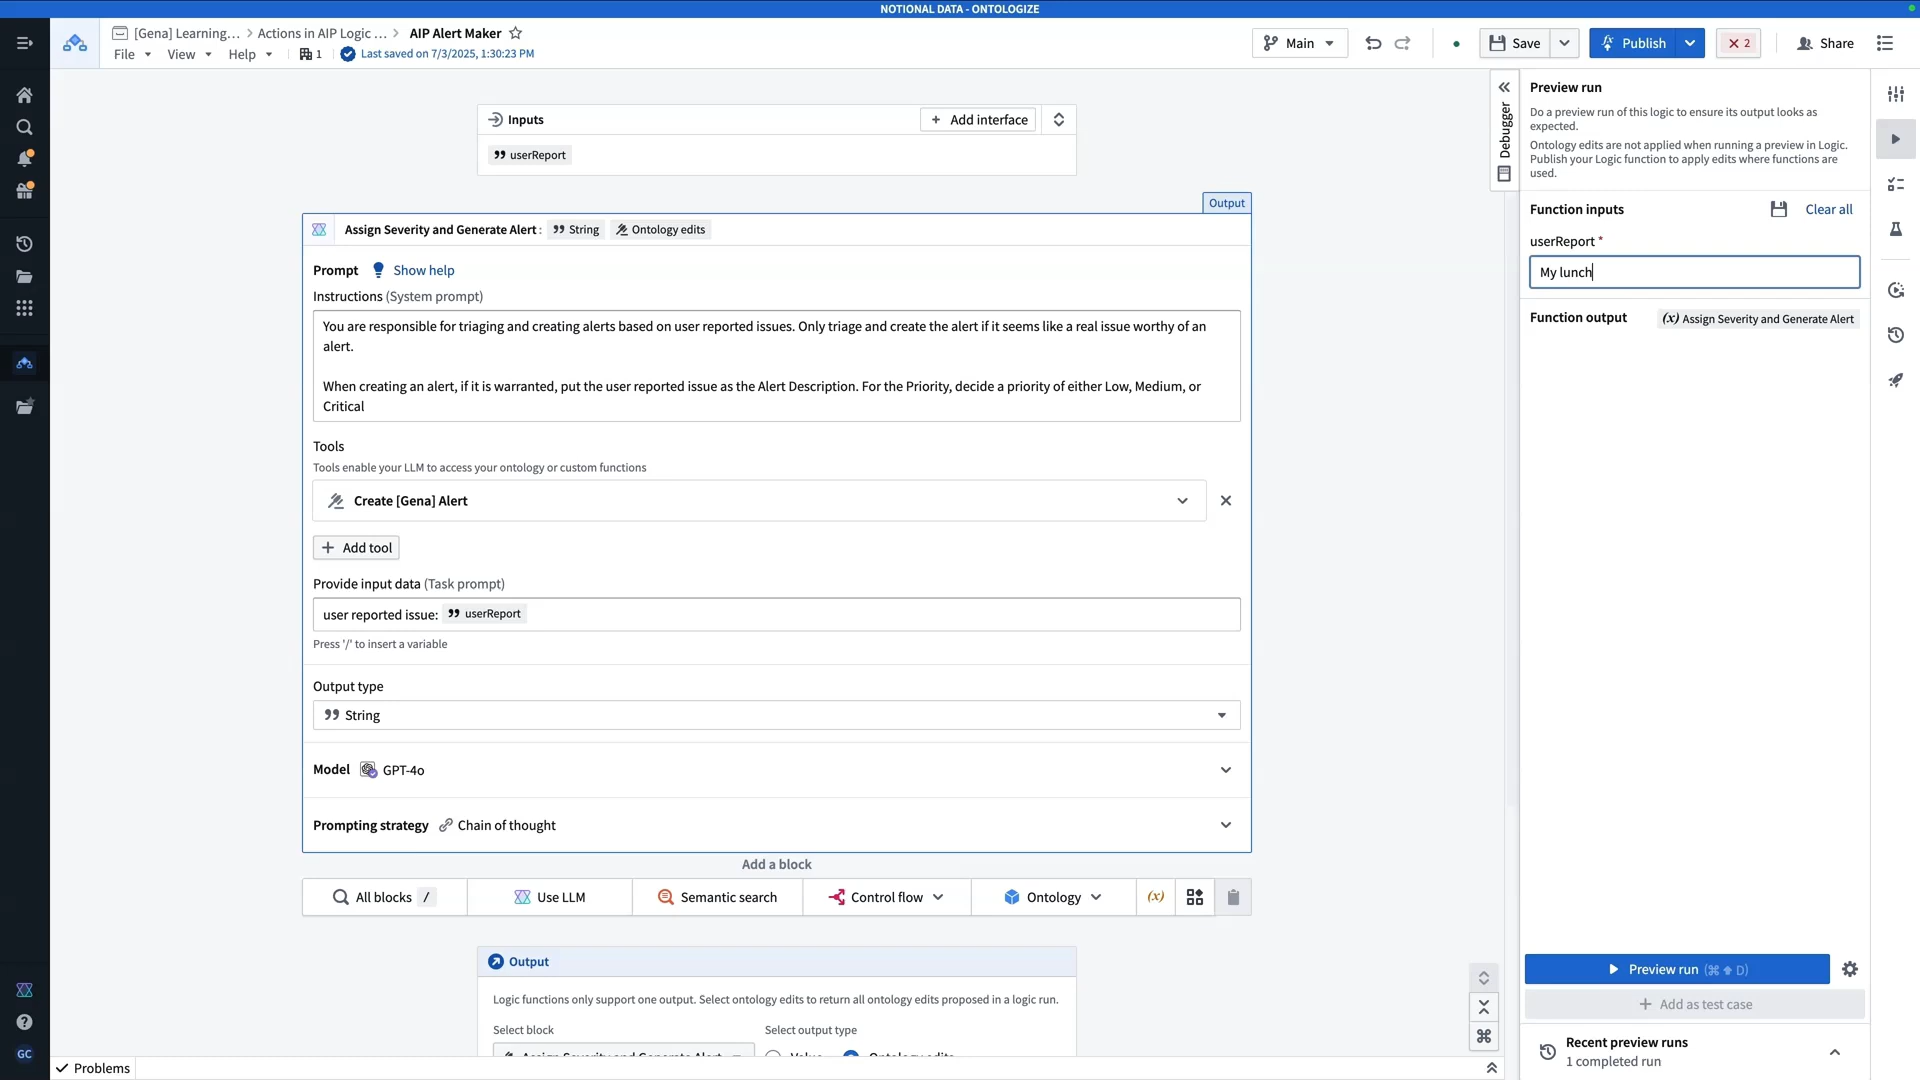 NOTIONAL DATA - ONTOLOGIZE
[Gena] Learning... > Actions in AIP Logic ... > AIP Alert Maker
File View Help 1 Last saved on 7/3/2025, 1:30:23 PM
Main
Save
Publish
2
Share
Inputs
Add interface
userReport
Output
Assign Severity and Generate Alert : String Ontology edits
Prompt Show help
Instructions (System prompt)
You are responsible for triaging and creating alerts based on user reported issues. Only triage and create the alert if it seems like a real issue worthy of an
alert.
When creating an alert, if it is warranted, put the user reported issue as the Alert Description. For the Priority, decide a priority of either Low, Medium, or
Critical
Tools
Tools enable your LLM to access your ontology or custom functions
Create [Gena] Alert
Add tool
Provide input data (Task prompt)
user reported issue: userReport
Press '/' to insert a variable
Output type
String
Model GPT-4o
Prompting strategy Chain of thought
Add a block
All blocks /
Use LLM
Semantic search
Control flow
Ontology
(x)
Output
Logic functions only support one output. Select ontology edits to return all ontology edits proposed in a logic run.
Select block
Select output type
Assign Severity and Generate Alert
Value
Ontology edits
Problems
GC
Debugger
Preview run
Do a preview run of this logic to ensure its output looks as
expected.
Ontology edits are not applied when running a preview in Logic.
Publish your Logic function to apply edits where functions are
used.
Function inputs
Clear all
userReport *
My lunch
Function output
(x) Assign Severity and Generate Alert
Preview run (⌘ ⬆ D)
Add as test case
Recent preview runs
1 completed run